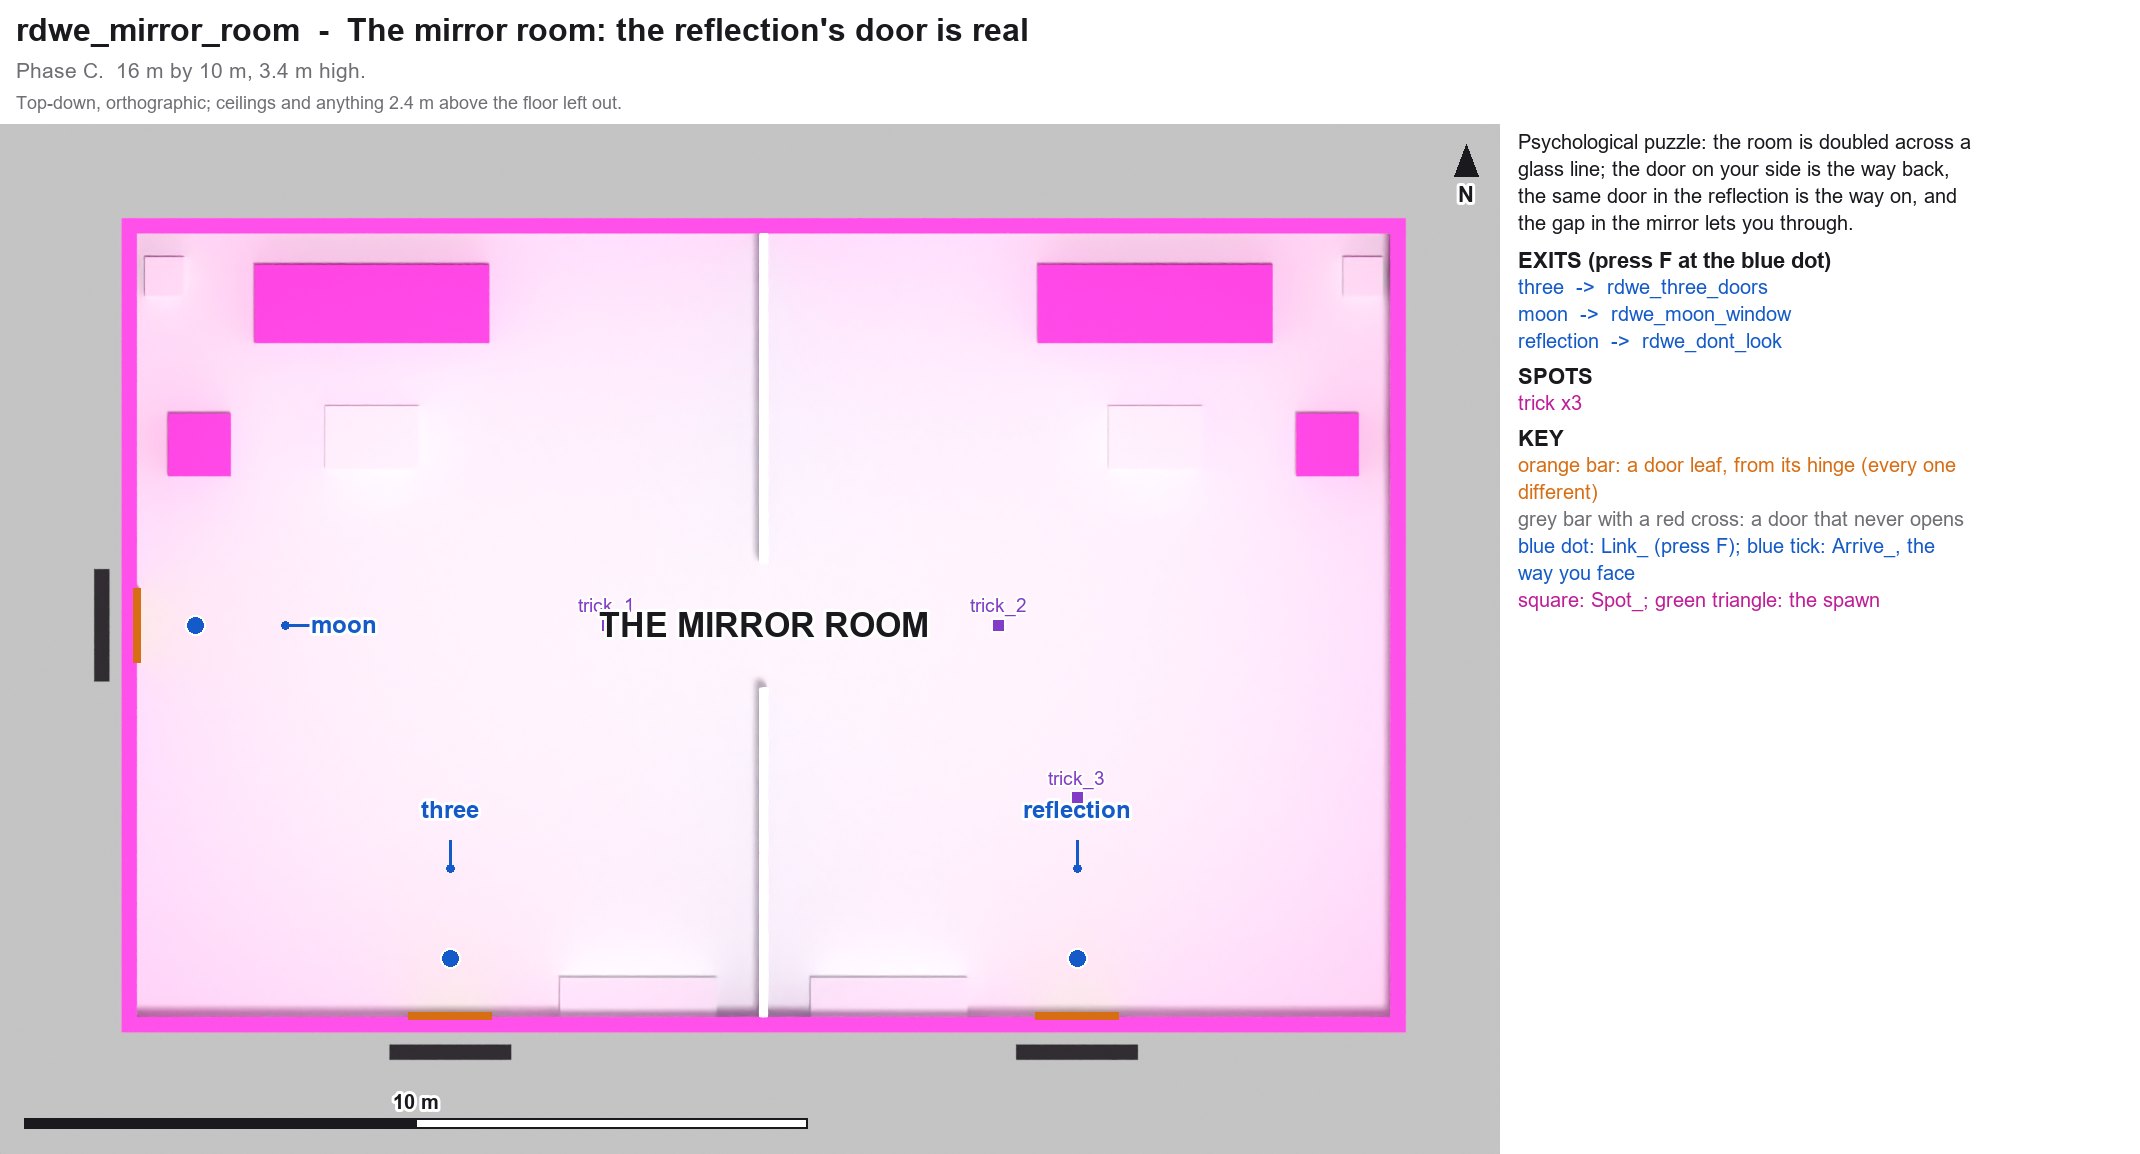 rdwe_mirror_room - The mirror room: the reflection's door is real
Phase C. 16 m by 10 m, 3.4 m high.
Top-down, orthographic; ceilings and anything 2.4 m above the floor left out.
N
Psychological puzzle: the room is doubled across a
glass line; the door on your side is the way back,
the same door in the reflection is the way on, and
the gap in the mirror lets you through.
EXITS (press F at the blue dot)
three -> rdwe_three_doors
moon -> rdwe_moon_window
reflection -> rdwe_dont_look
SPOTS
trick x3
KEY
orange bar: a door leaf, from its hinge (every one
different)
grey bar with a red cross: a door that never opens
blue dot: Link_ (press F); blue tick: Arrive_, the
way you face
square: Spot_; green triangle: the spawn
trick_1
trick_2
moon
THE MIRROR ROOM
trick_3
three
reflection
10 m